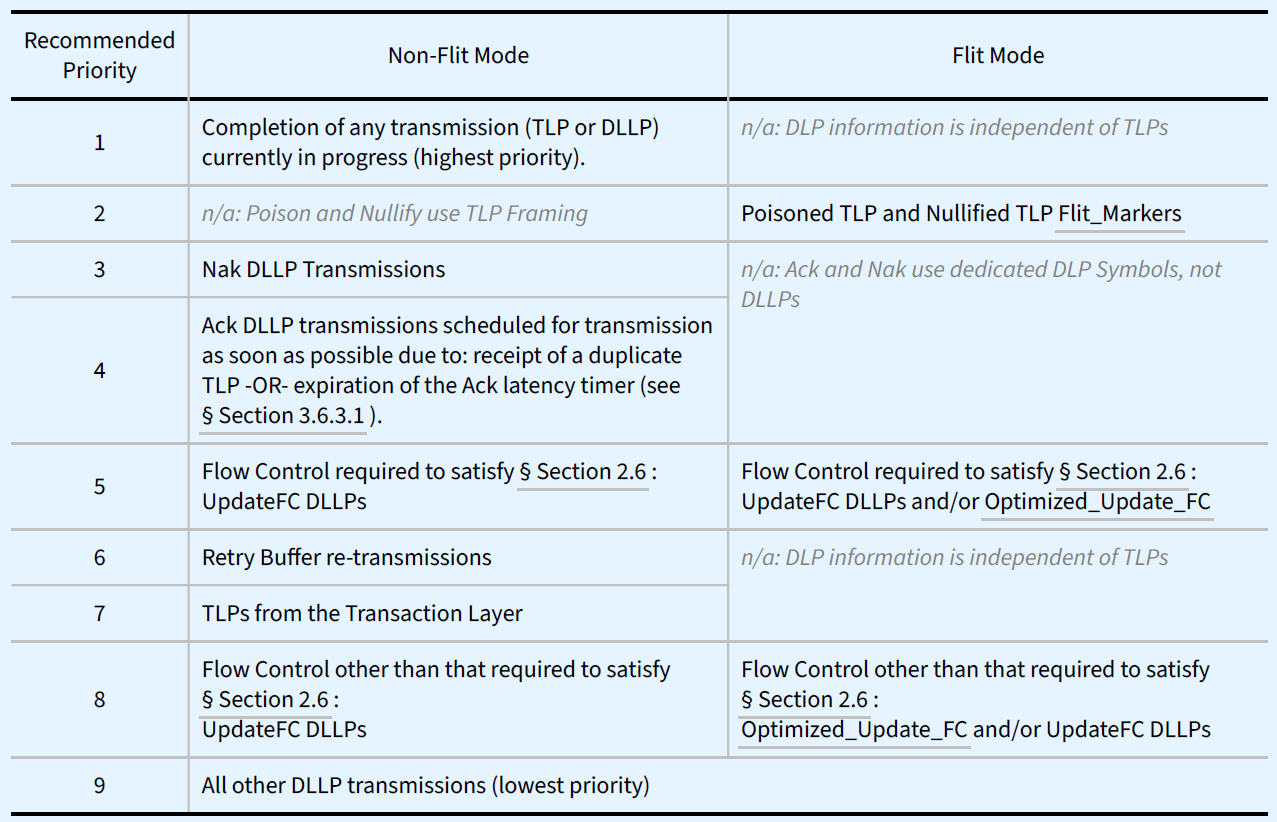 Recommended
Priority
Non-Flit Mode
Flit Mode
1
Completion of any transmission (TLP or DLLP)
currently in progress (highest priority).
n/a: DLP information is independent of TLPs
2
n/a: Poison and Nullify use TLP Framing
Poisoned TLP and Nullified TLP Flit_Markers
3
Nak DLLP Transmissions
n/a: Ack and Nak use dedicated DLP Symbols, not
DLLPs
4
Ack DLLP transmissions scheduled for transmission
as soon as possible due to: receipt of a duplicate
TLP -OR- expiration of the Ack latency timer (see
§ Section 3.6.3.1 ).
5
Flow Control required to satisfy § Section 2.6 :
UpdateFC DLLPs
Flow Control required to satisfy § Section 2.6 :
UpdateFC DLLPs and/or Optimized_Update_FC
6
Retry Buffer re-transmissions
n/a: DLP information is independent of TLPs
7
TLPs from the Transaction Layer
8
Flow Control other than that required to satisfy
§ Section 2.6 :
UpdateFC DLLPs
Flow Control other than that required to satisfy
§ Section 2.6 :
Optimized_Update_FC and/or UpdateFC DLLPs
9
All other DLLP transmissions (lowest priority)